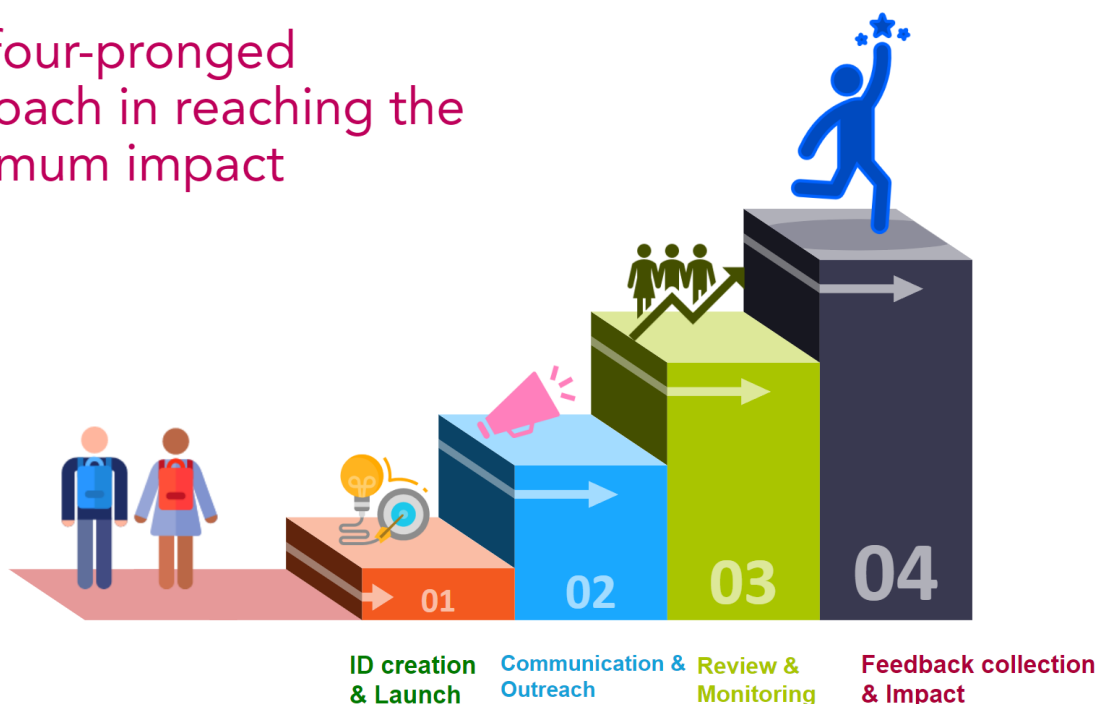 four-pronged
oach in reaching the
mum impact
01
02
03
04
ID creation
& Launch
Communication &
Outreach
Review &
Monitoring
Feedback collection
& Impact